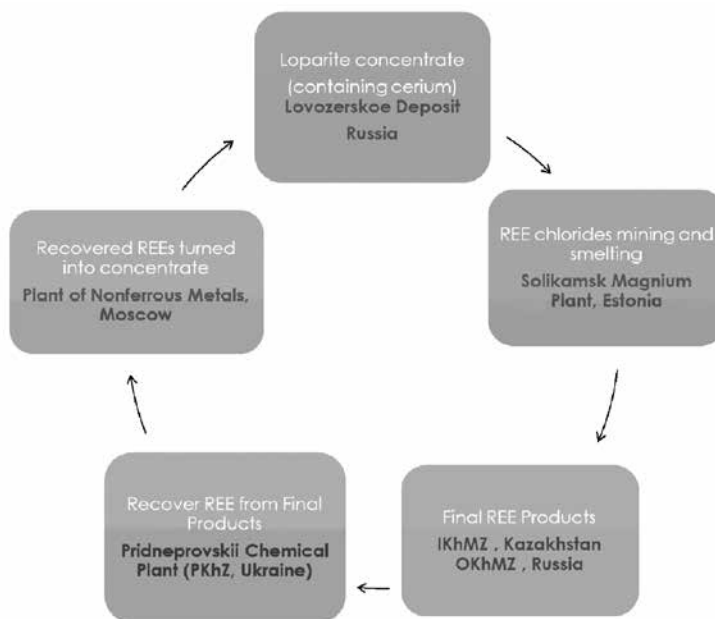 Loparite concentrate
(containing cerium)
Lovozerskoe Deposit
Russia
REE chlorides mining and
smelting
Solikamsk Magnium
Plant, Estonia
Final REE Products
IKhMZ , Kazakhstan
OKhMZ , Russia
Recover REE from Final
Products
Pridneprovskii Chemical
Plant (PKhZ, Ukraine)
Recovered REEs turned
into concentrate
Plant of Nonferrous Metals,
Moscow